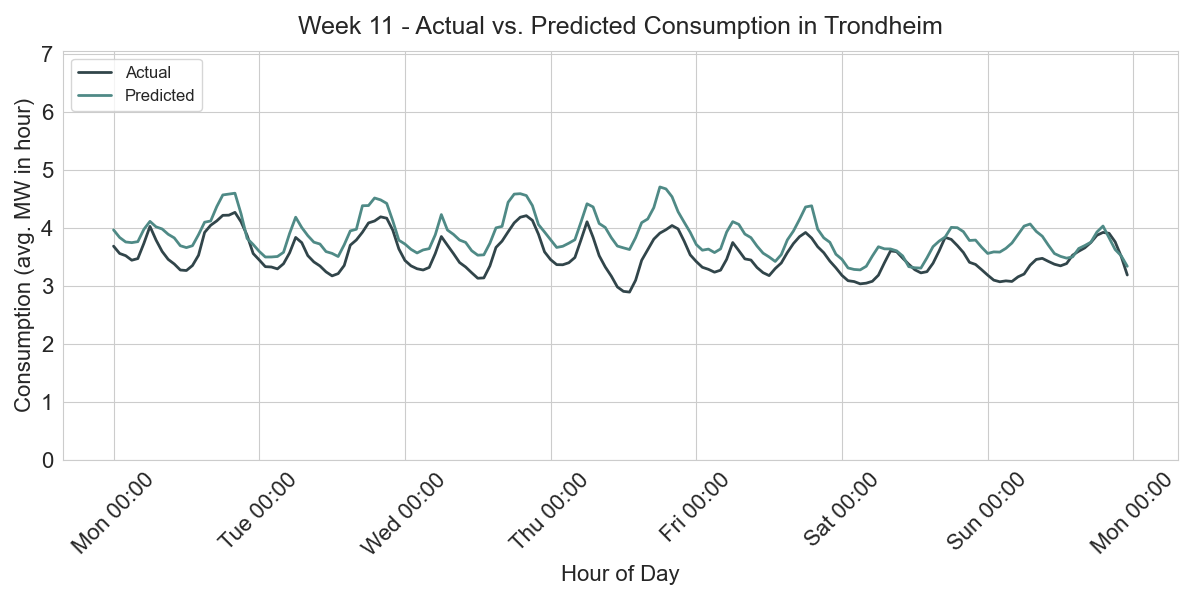 Week 11 - Actual vs. Predicted Consumption in Trondheim
Actual
Predicted
Consumption (avg. MW in hour)
7
6
5
4
3
2
1
0
Mon 00:00
Tue 00:00
Wed 00:00
Thu 00:00
Fri 00:00
Sat 00:00
Sun 00:00
Mon 00:00
Hour of Day